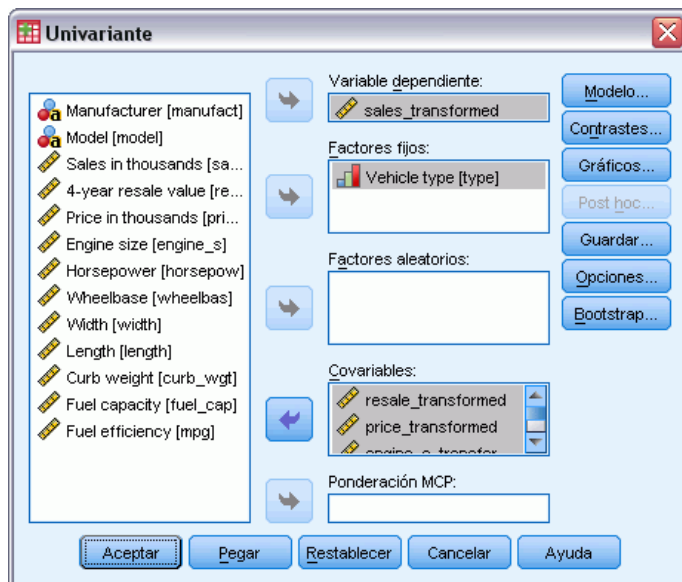 Univariante
Manufacturer [manufact]
Model [model]
Sales in thousands [sa...
4-year resale value [re...
Price in thousands [pri...
Engine size [engine_s]
Horsepower [horsepow]
Wheelbase [wheelbas]
Width [width]
Length [length]
Curb weight [curb_wgt]
Fuel capacity [fuel_cap]
Fuel efficiency [mpg]
Variable dependiente:
sales_transformed
Factores fijos:
Vehicle type [type]
Factores aleatorios:
Covariables:
resale_transformed
price_transformed
Ponderación MCP:
Modelo...
Contrastes...
Gráficos...
Post hoc...
Guardar...
Opciones...
Bootstrap...
Aceptar
Pegar
Restablecer
Cancelar
Ayuda